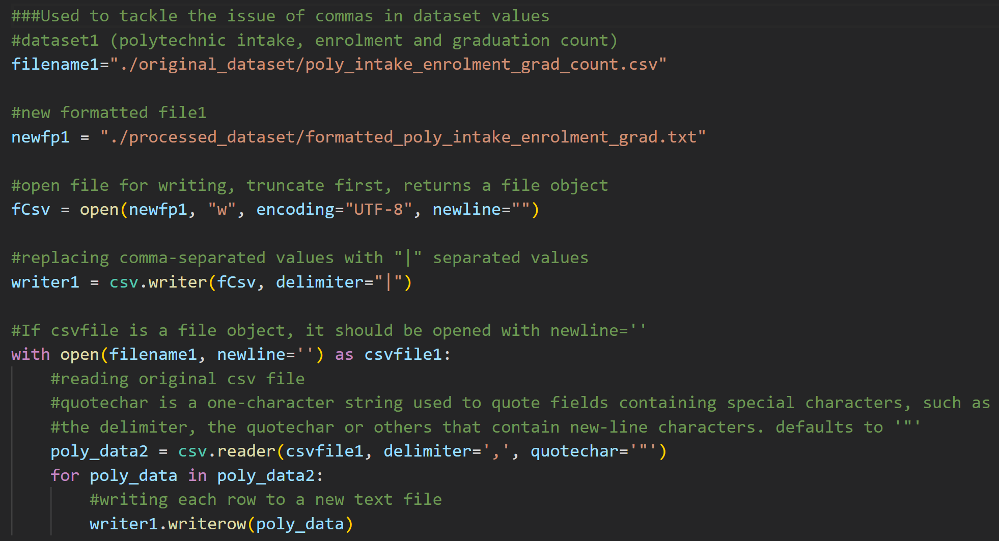 ###Used to tackle the issue of commas in dataset values
#dataset1 (polytechnic intake, enrolment and graduation count)
filename1="./original_dataset/poly_intake_enrolment_grad_count.csv"
#new formatted file1
newfp1 = "./processed_dataset/formatted_poly_intake_enrolment_grad.txt"
#open file for writing, truncate first, returns a file object
fCsv = open(newfp1, "w", encoding="UTF-8", newline="")
#replacing comma-separated values with "|" separated values
writer1 = csv.writer(fCsv, delimiter="|")
#If csvfile is a file object, it should be opened with newline=''
with open(filename1, newline='') as csvfile1:
    #reading original csv file
    #quotechar is a one-character string used to quote fields containing special characters, such as
    #the delimiter, the quotechar or others that contain new-line characters. defaults to '"'
    poly_data2 = csv.reader(csvfile1, delimiter=',', quotechar='"')
    for poly_data in poly_data2:
        #writing each row to a new text file
        writer1.writerow(poly_data)